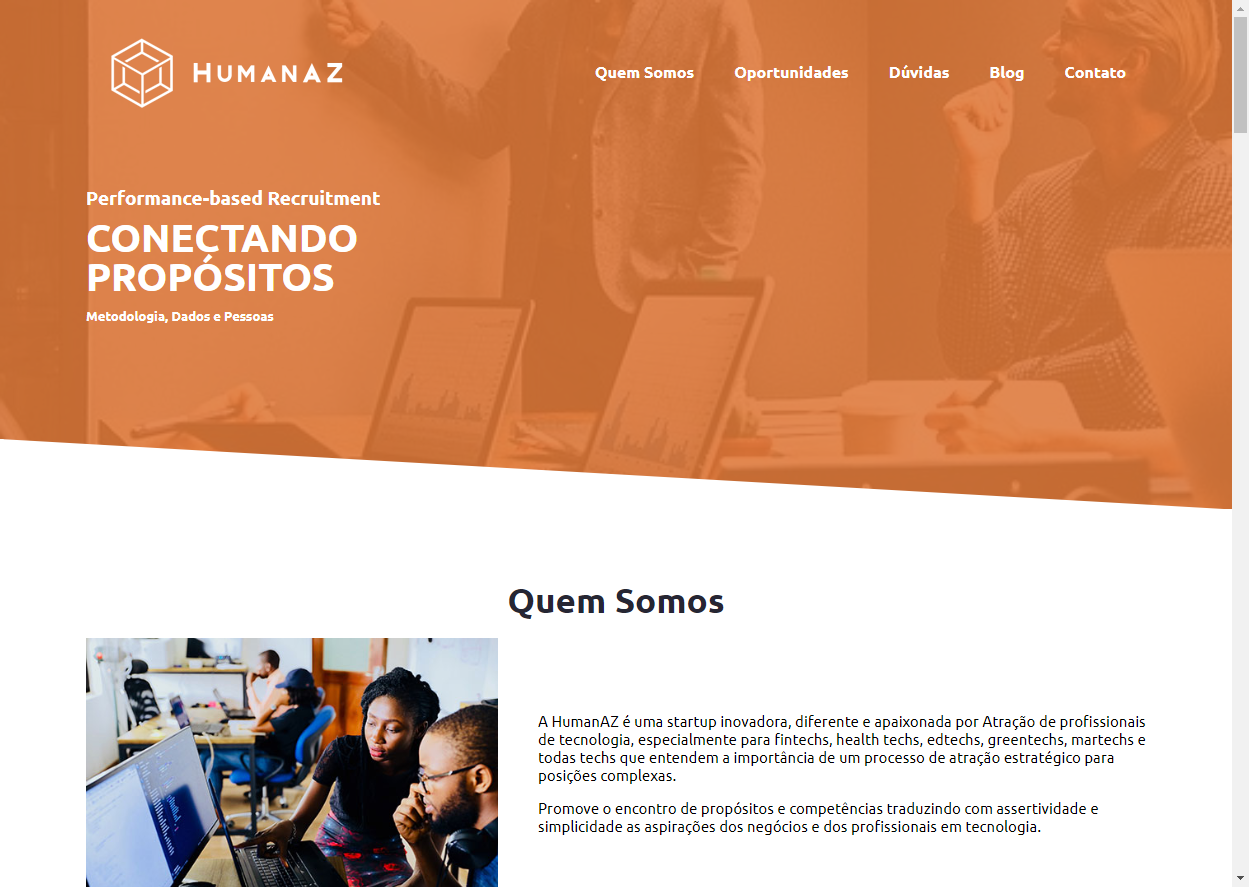 HUMANAZ
Quem Somos
Oportunidades
Dúvidas
Blog
Contato
Performance-based Recruitment
CONECTANDO
PROPÓSITOS
Metodologia, Dados e Pessoas
Quem Somos
A HumanAZ é uma startup inovadora, diferente e apaixonada por Atração de profissionais
de tecnologia, especialmente para fintechs, health techs, edtechs, greentechs, martechs e
todas techs que entendem a importância de um processo de atração estratégico para
posições complexas.
Promove o encontro de propósitos e competências traduzindo com assertividade e
simplicidade as aspirações dos negócios e dos profissionais em tecnologia.